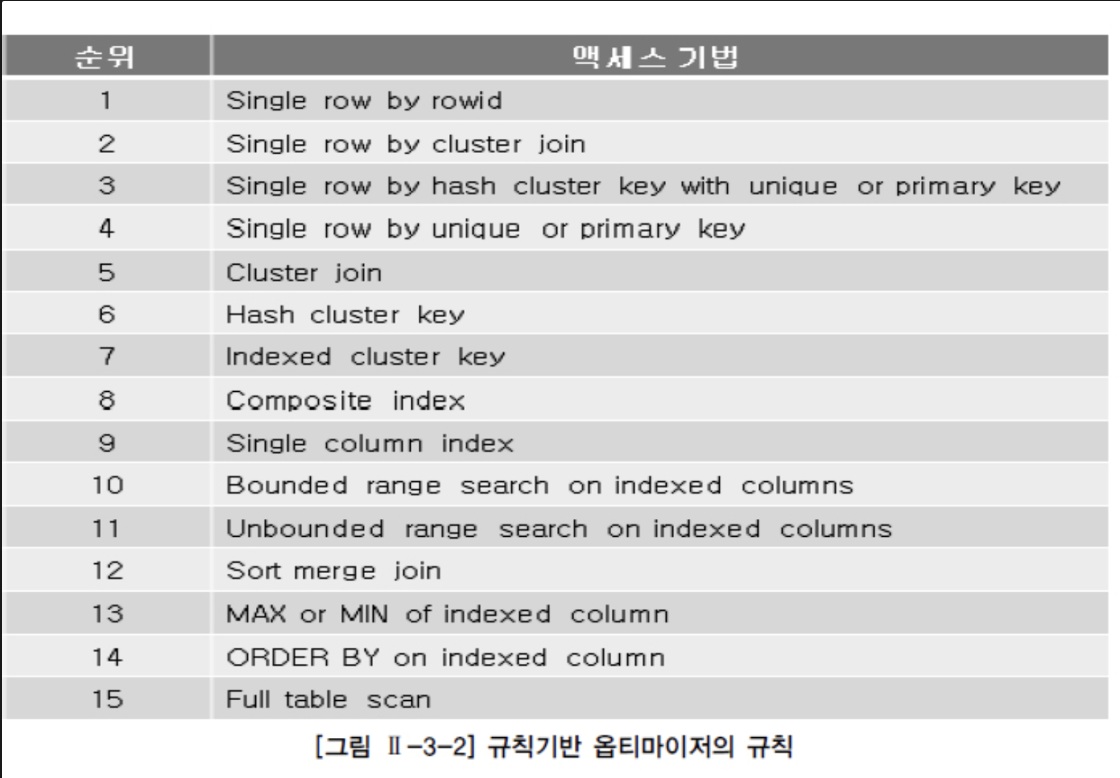 순위 액세스 기법
1 Single row by rowid
2 Single row by cluster join
3 Single row by hash cluster key with unique or primary key
4 Single row by unique or primary key
5 Cluster join
6 Hash cluster key
7 Indexed cluster key
8 Composite index
9 Single column index
10 Bounded range search on indexed columns
11 Unbounded range search on indexed columns
12 Sort merge join
13 MAX or MIN of indexed column
14 ORDER BY on indexed column
15 Full table scan
[그림 Ⅱ-3-2] 규칙기반 옵티마이저의 규칙